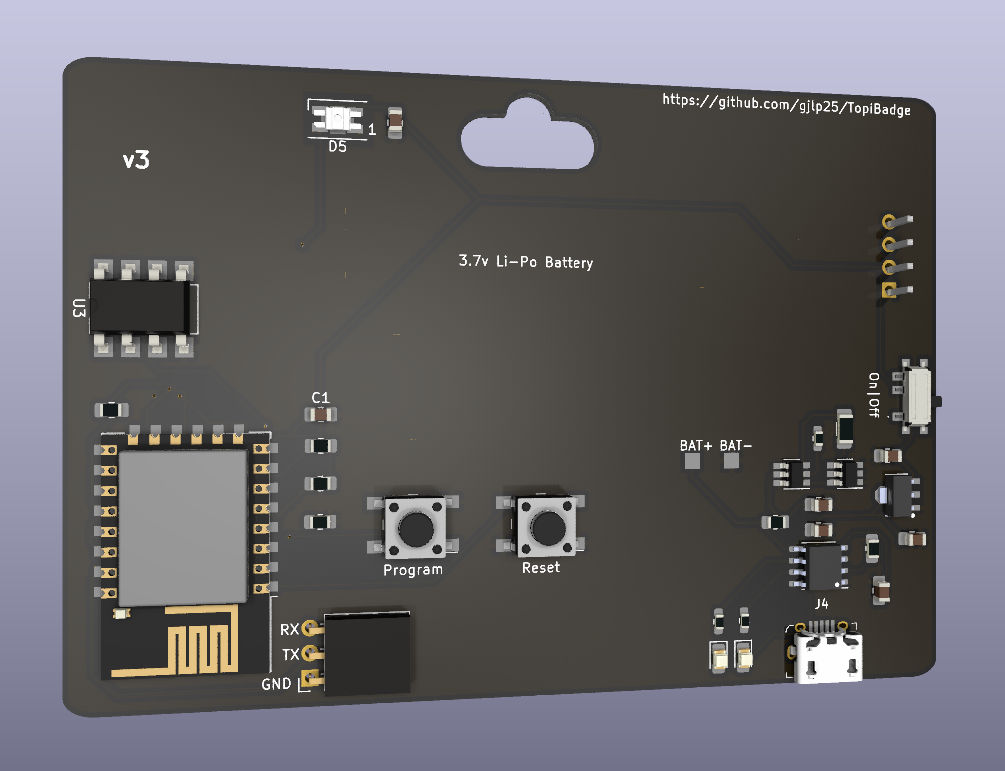 https://github.com/gjlp25/TopiBadge
D5
1
v3
3.7v Li-Po Battery
U3
On|Off
C1
BAT+ BAT-
Program
Reset
J4
RX
TX
GND